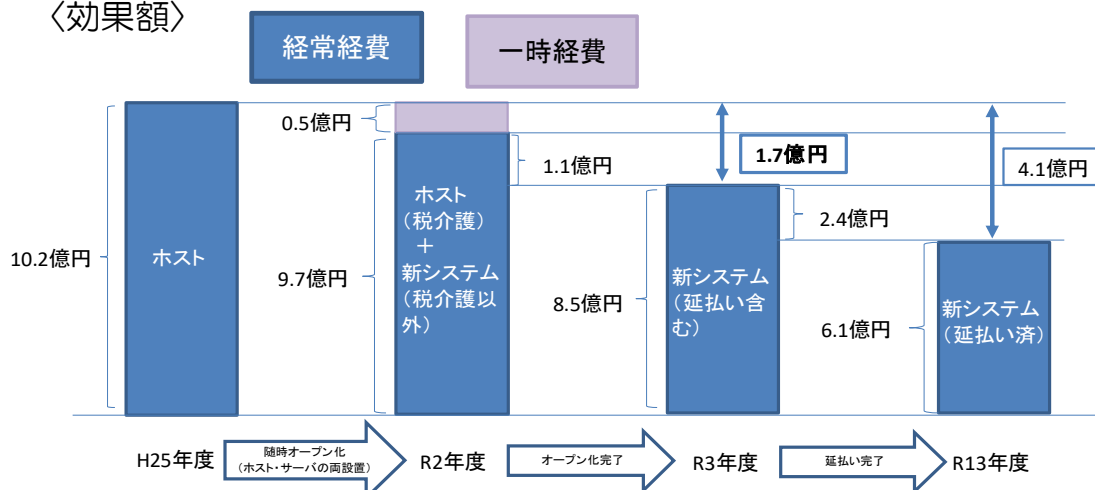 〈効果額〉
経常経費
一時経費
0.5億円
1.1億円
1.7億円
4.1億円
2.4億円
10.2億円
ホスト
9.7億円
ホスト
(税介護)
＋
新システム
(税介護以
外)
8.5億円
新システム
(延払い含
む)
6.1億円
新システム
(延払い済)
H25年度
随時オープン化
(ホスト・サーバの両設置)
R2年度
オープン化完了
R3年度
延払い完了
R13年度